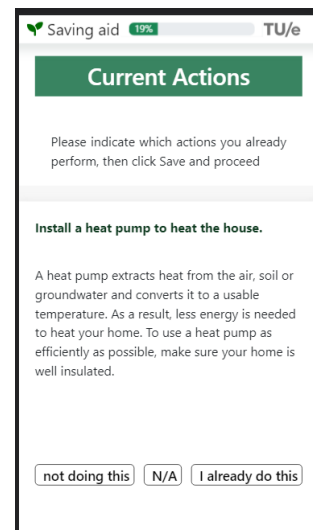 Saving aid 19% TU/e
Current Actions
Please indicate which actions you already
perform, then click Save and proceed
Install a heat pump to heat the house.
A heat pump extracts heat from the air, soil or
groundwater and converts it to a usable
temperature. As a result, less energy is needed
to heat your home. To use a heat pump as
efficiently as possible, make sure your home is
well insulated.
not doing this N/A I already do this